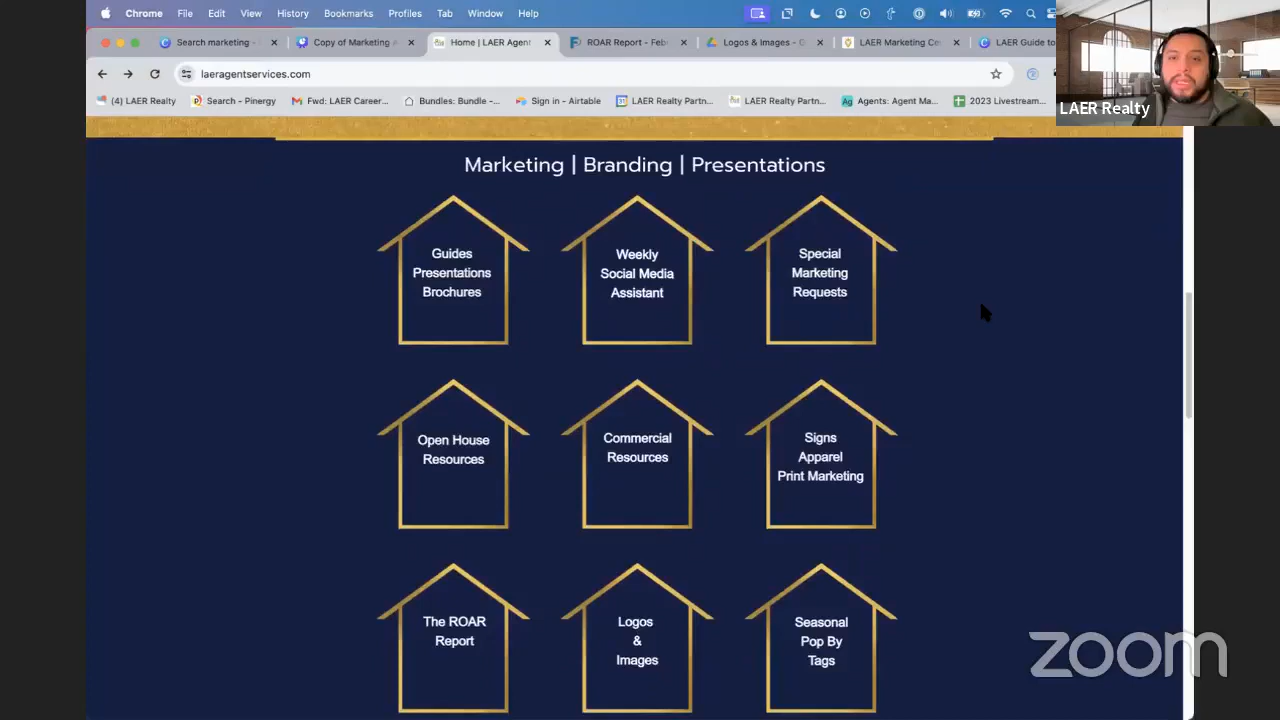 Chrome File Edit View History Bookmarks Profiles Tab Window Help
Search marketing - Copy of Marketing A Home | LAER Agent ROAR Report - Feb Logos & Images - G LAER Marketing Ce LAER Guide to
laeragentservices.com
(4) LAER Realty Search - Pinergy Fwd: LAER Career... Bundles: Bundle -... Sign in - Airtable LAER Realty Partn... LAER Realty Partn... Agents: Agent Ma... 2023 Livestream...
LAER Realty
Marketing | Branding | Presentations
Guides
Presentations
Brochures
Weekly
Social Media
Assistant
Special
Marketing
Requests
Open House
Resources
Commercial
Resources
Signs
Apparel
Print Marketing
The ROAR
Report
Logos
&
Images
Seasonal
Pop By
Tags
zoom